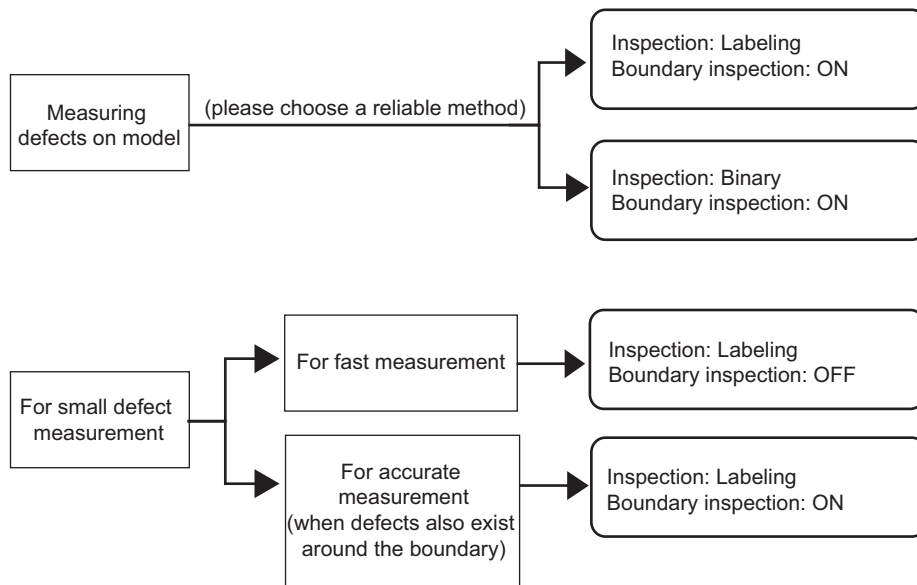 Measuring
defects on model
(please choose a reliable method)
Inspection: Labeling
Boundary inspection: ON
Inspection: Binary
Boundary inspection: ON
For small defect
measurement
For fast measurement
Inspection: Labeling
Boundary inspection: OFF
For accurate
measurement
(when defects also exist
around the boundary)
Inspection: Labeling
Boundary inspection: ON